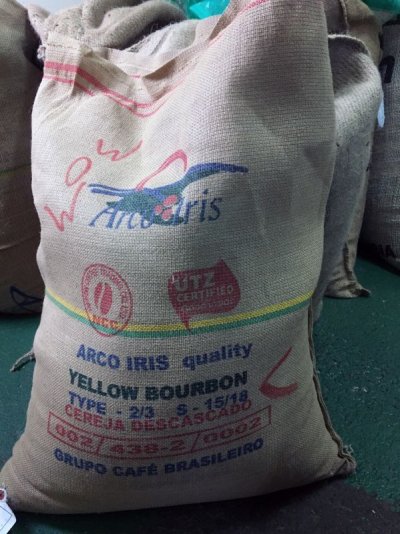 Arco Iris
UTZ
CERTIFIED
NCC
ARCO IRIS quality
YELLOW BOURBON
TYPE - 2/3 S - 15/18
CEREJA DESCASCADO
002/438-2/0002
GRUPO CAFÉ BRASILEIRO